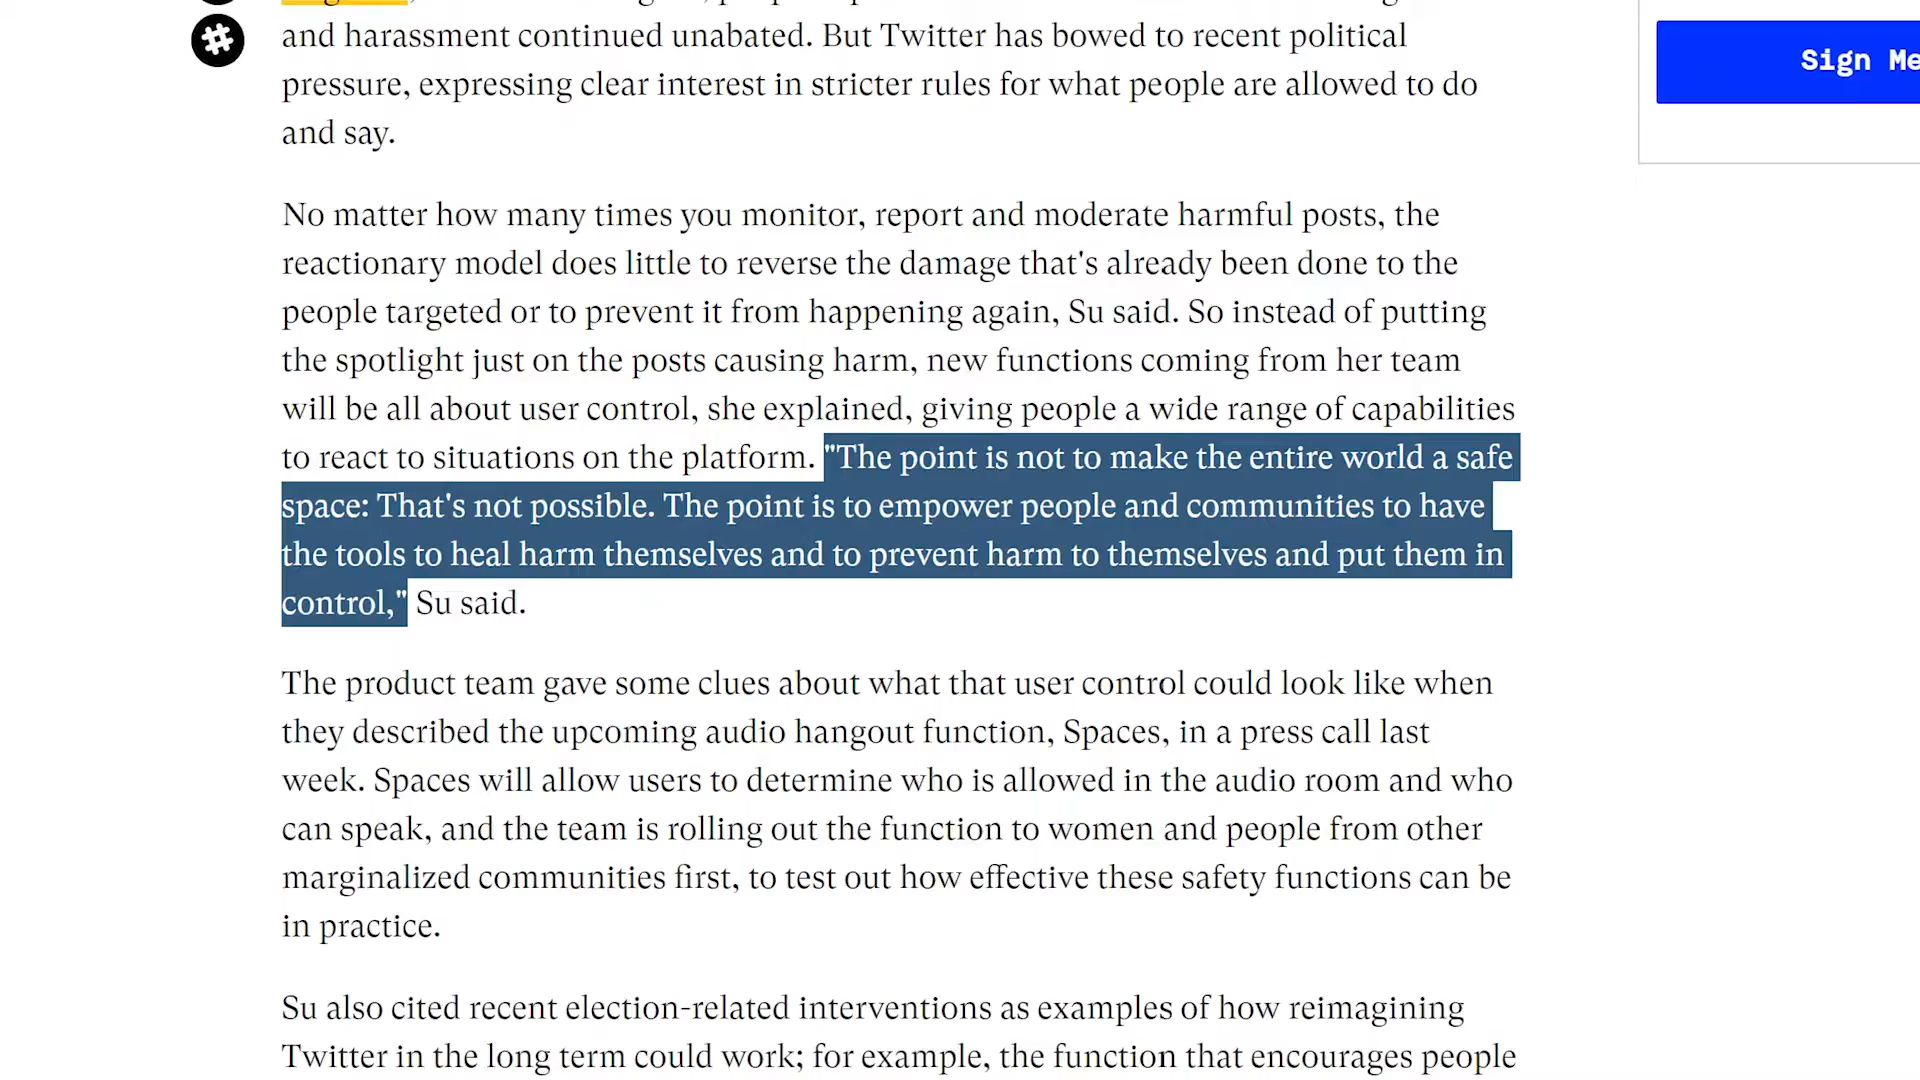 and harassment continued unabated. But Twitter has bowed to recent political
pressure, expressing clear interest in stricter rules for what people are allowed to do
and say.
Sign Me
No matter how many times you monitor, report and moderate harmful posts, the
reactionary model does little to reverse the damage that's already been done to the
people targeted or to prevent it from happening again, Su said. So instead of putting
the spotlight just on the posts causing harm, new functions coming from her team
will be all about user control, she explained, giving people a wide range of capabilities
to react to situations on the platform. "The point is not to make the entire world a safe
space: That's not possible. The point is to empower people and communities to have
the tools to heal harm themselves and to prevent harm to themselves and put them in
control," Su said.
The product team gave some clues about what that user control could look like when
they described the upcoming audio hangout function, Spaces, in a press call last
week. Spaces will allow users to determine who is allowed in the audio room and who
can speak, and the team is rolling out the function to women and people from other
marginalized communities first, to test out how effective these safety functions can be
in practice.
Su also cited recent election-related interventions as examples of how reimagining
Twitter in the long term could work; for example, the function that encourages people